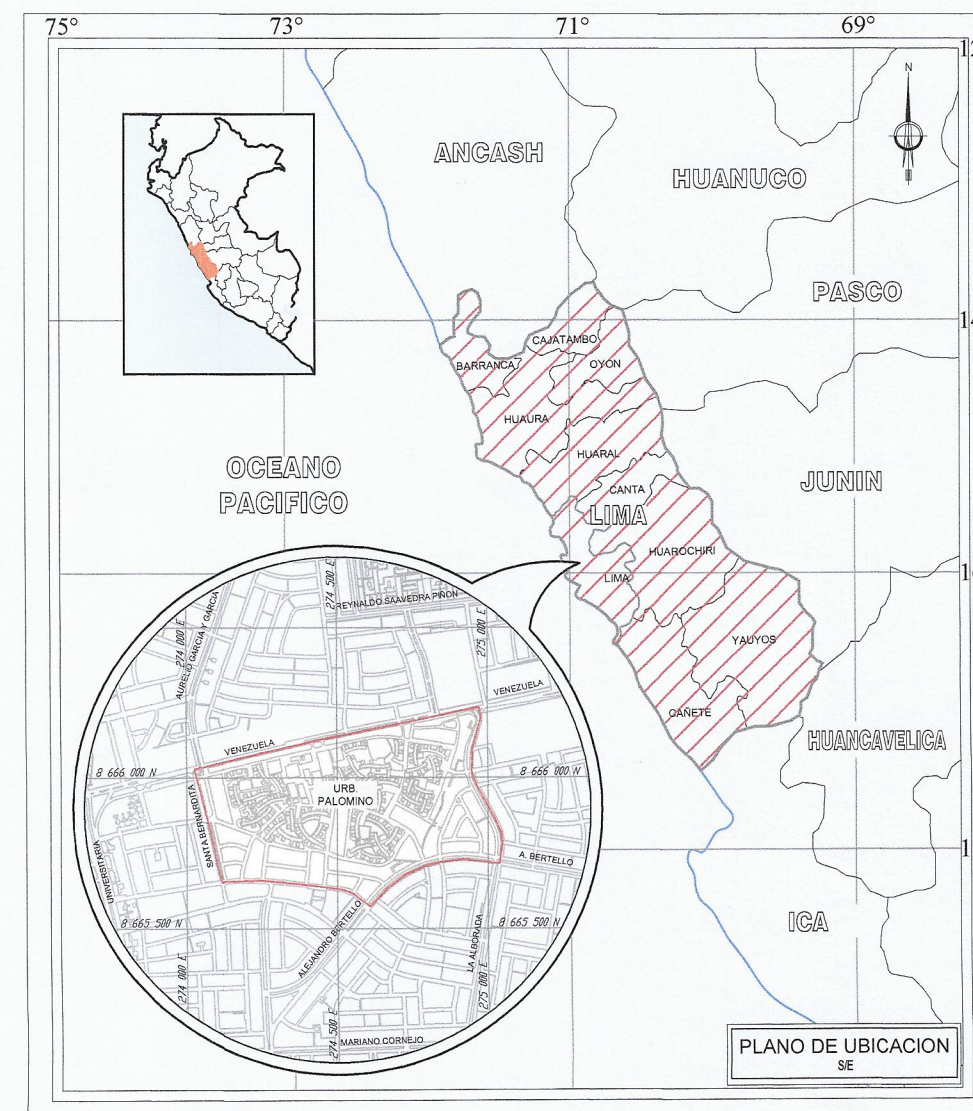 75°
73°
71°
69°
N
ANCASH
HUANUCO
PASCO
CAJATAMBO
BARRANCA
OYON
HUAURA
HUARAL
OCEANO
PACIFICO
JUNIN
CANTA
LIMA
HUAROCHIRI
LIMA
YAUYOS
CAÑETE
HUANCAVELICA
ICA
274 500 E
REYNALDO SAAVEDRA PIÑON
274 000 E
AURELIO GARCIA Y GARCIA
275 000 E
VENEZUELA
VENEZUELA
8 666 000 N
8 666 000 N
URB.
PALOMINO
SANTA BERNARDITA
UNIVERSITARIA
A. BERTELLO
8 665 500 N
ALEJANDRO BERTELLO
8 665 500 N
LA ALBORADA
274 000 E
275 000 E
274 500 E
MARIANO CORNEJO
PLANO DE UBICACION
S/E